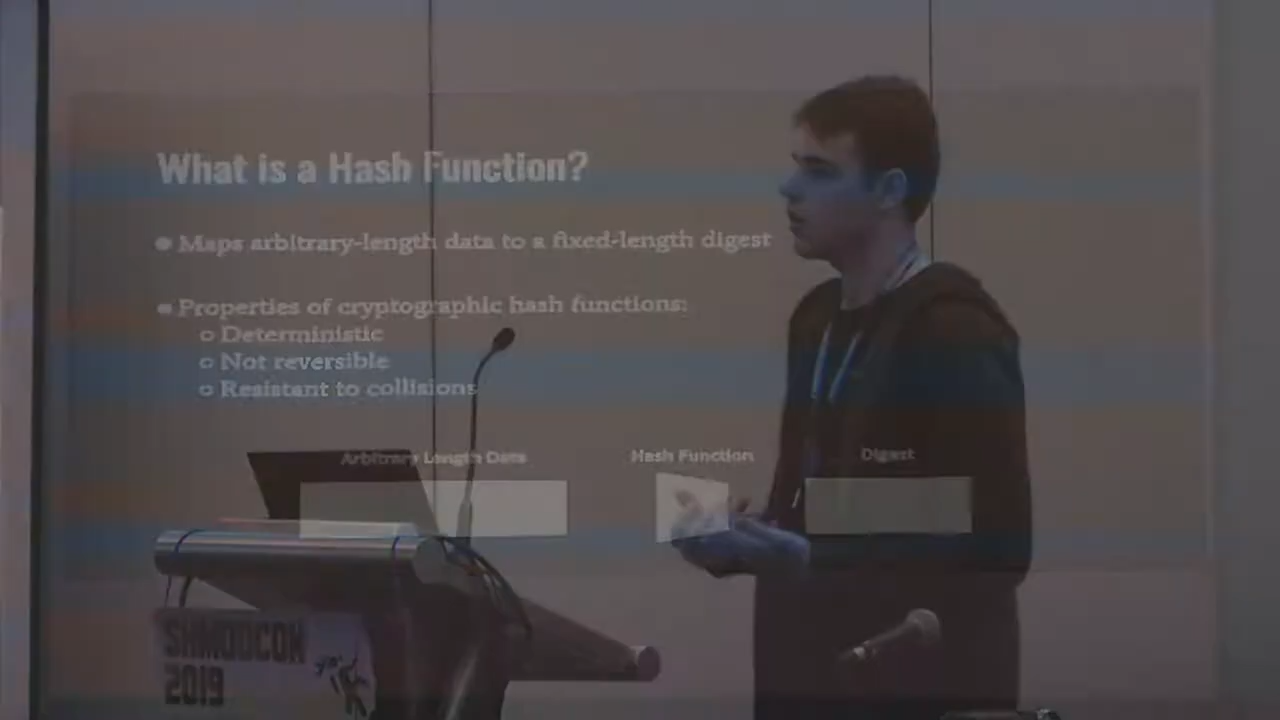 What is a Hash Function?
Maps arbitrary-length data to a fixed-length digest
Properties of cryptographic hash functions:
Deterministic
Not reversible
Resistant to collisions
Arbitrary Length Data
Hash Function
Digest
SHMOOCON
2019